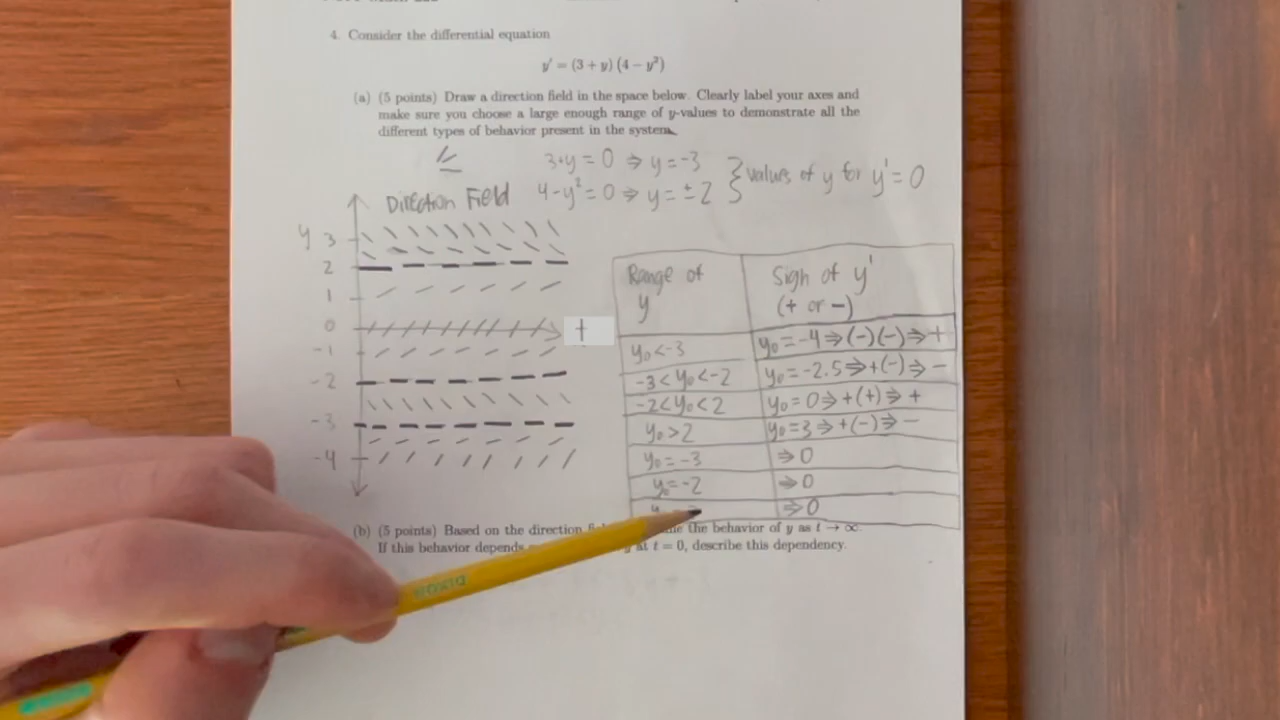 4. Consider the differential equation
y' = (3 + y) (4 − y²)
(a) (5 points) Draw a direction field in the space below. Clearly label your axes and
make sure you choose a large enough range of y-values to demonstrate all the
different types of behavior present in the system.
3+y = 0 ⇒ y = -3
4-y² = 0 ⇒ y = ±2
} values of y for y' = 0
Direction Field
y
3
2
1
0
-1
-2
-3
-4
t
Range of y
Sign of y' (+ or −)
y₀ < -3
y₀ = -4 ⇒ (-)(-) ⇒ +
-3 < y₀ < -2
y₀ = -2.5 ⇒ +(-) ⇒ −
-2 < y₀ < 2
y₀ = 0 ⇒ +(+) ⇒ +
y₀ > 2
y₀ = 3 ⇒ +(-) ⇒ −
y₀ = -3
⇒ 0
y₀ = -2
⇒ 0
⇒ 0
(b) (5 points) Based on the direction the behavior of y as t → ∞.
If this behavior depends at t = 0, describe this dependency.
DIXON